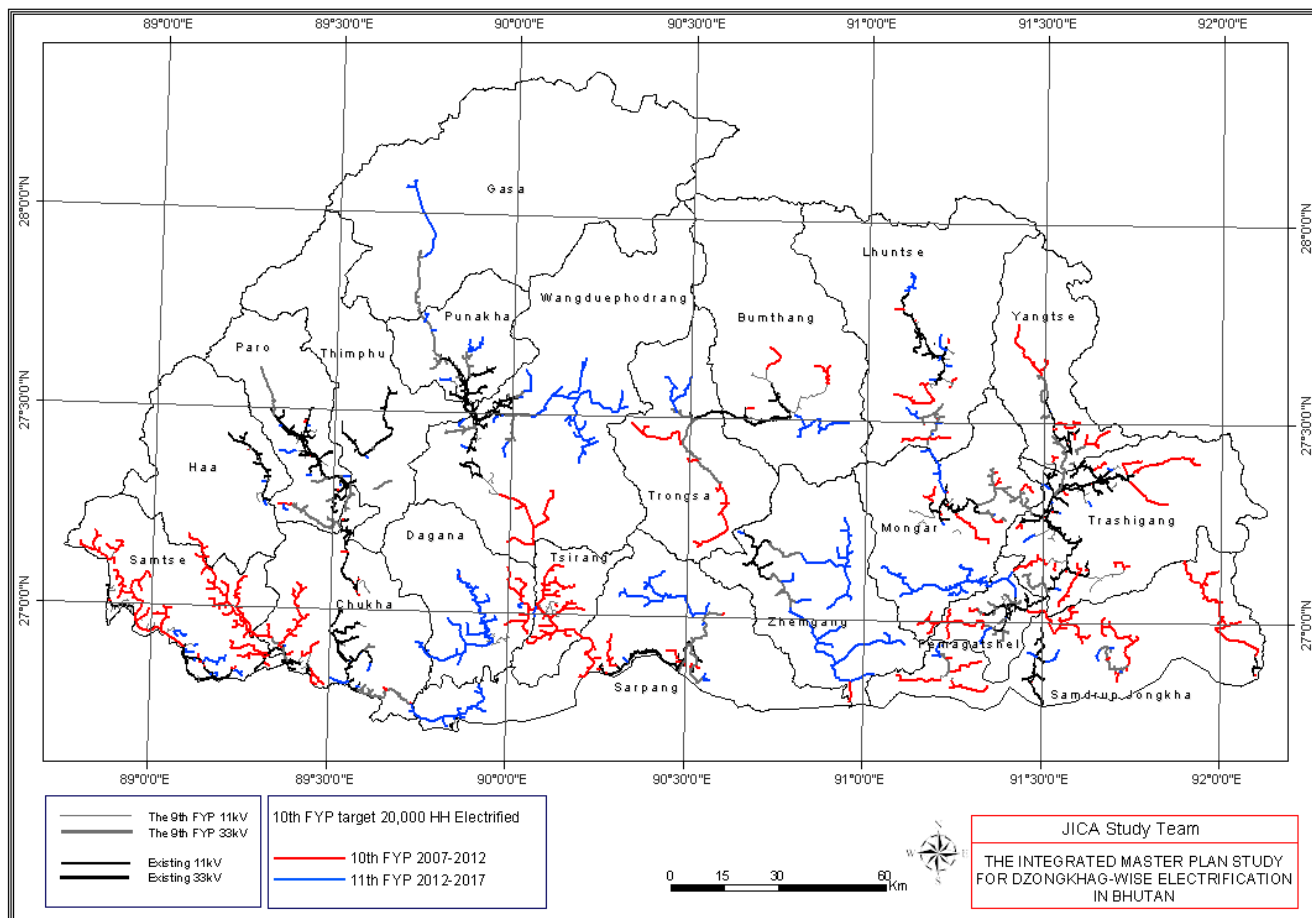 89°0'0"E 89°30'0"E 90°0'0"E 90°30'0"E 91°0'0"E 91°30'0"E 92°0'0"E
28°0'0"N
28°0'0"N
27°30'0"N
27°30'0"N
27°0'0"N
27°0'0"N
Gasa
Lhuntse
Wangduephodrang
Punakha
Bumthang
Yangtse
Paro
Thimphu
Haa
Trongsa
Mongar
Trashigang
Dagana
Tsirang
Samtse
Chukha
Zhemgang
Pemagatshel
Sarpang
Samdrup Jongkha
89°0'0"E 89°30'0"E 90°0'0"E 90°30'0"E 91°0'0"E 91°30'0"E 92°0'0"E
The 9th FYP 11kV
The 9th FYP 33kV
Existing 11kV
Existing 33kV
10th FYP target 20,000 HH Electrified
10th FYP 2007-2012
11th FYP 2012-2017
0 15 30 60
Km
N
W E
S
JICA Study Team
THE INTEGRATED MASTER PLAN STUDY
FOR DZONGKHAG-WISE ELECTRIFICATION
IN BHUTAN